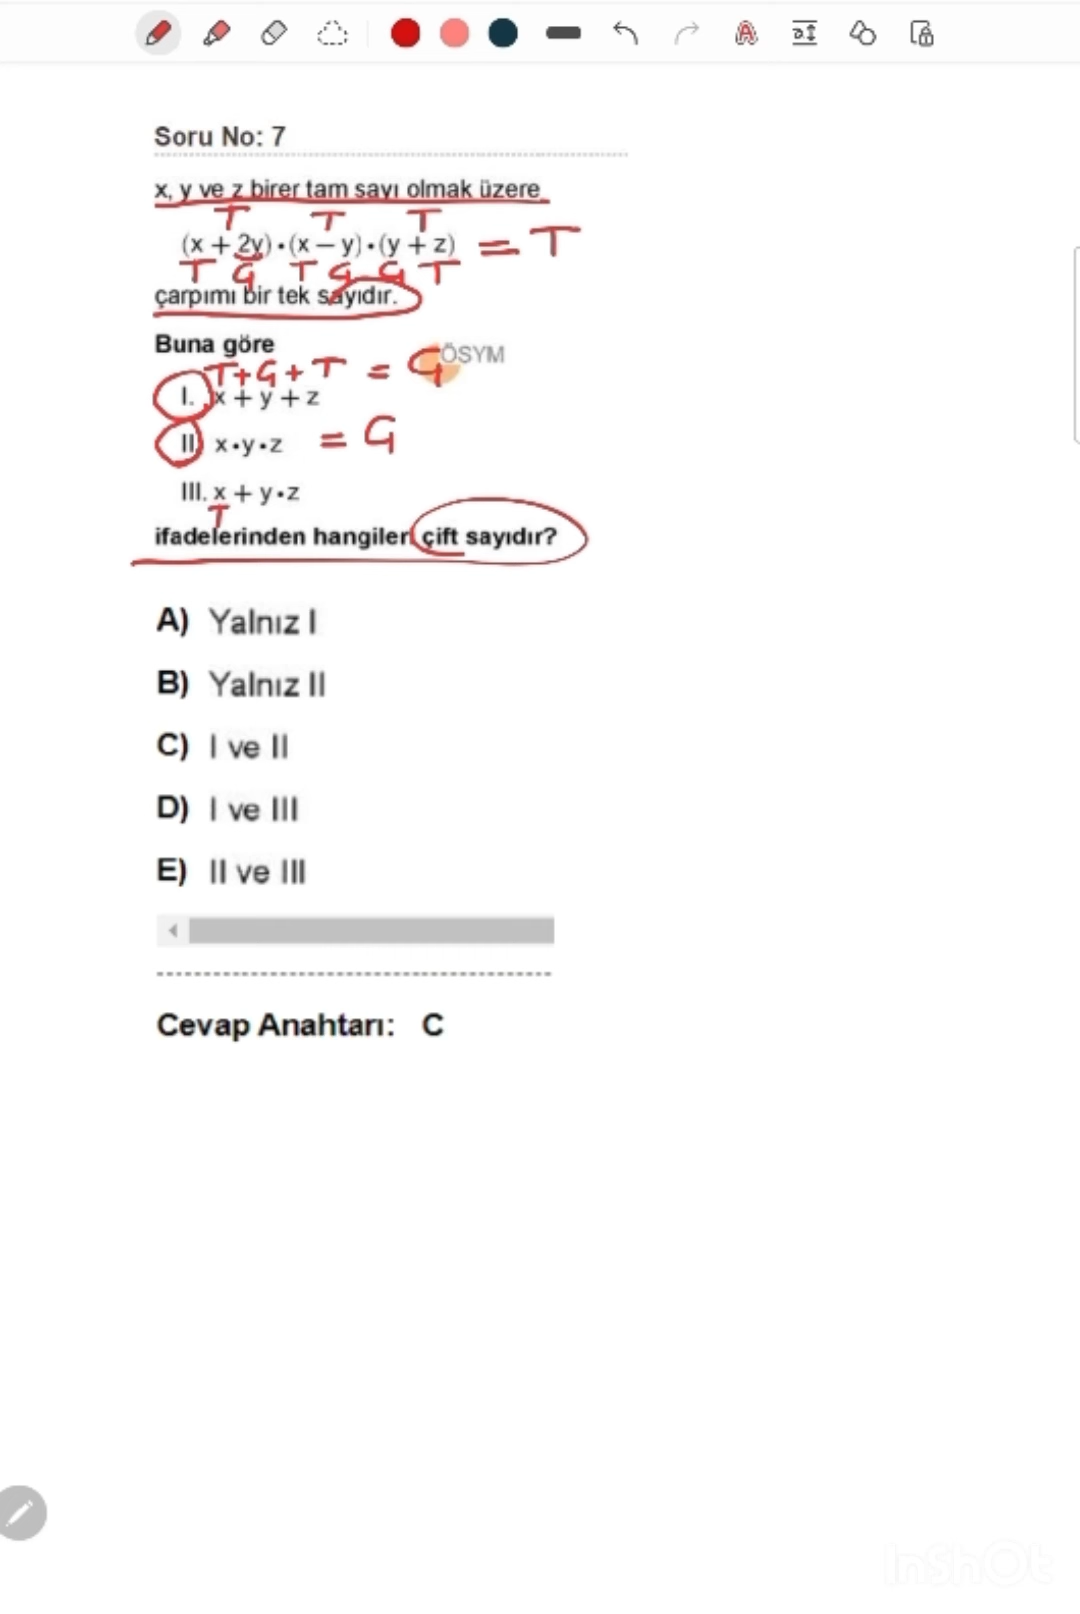 Soru No: 7
x, y ve z birer tam sayı olmak üzere
T T T
(x + 2y)•(x – y)•(y + z) = T
T G T G G T
çarpımı bir tek sayıdır.
Buna göre
ÖSYM
T+G+T = G
I. x + y + z
II. x•y•z = G
III. x + y•z
T
ifadelerinden hangileri çift sayıdır?
A) Yalnız I
B) Yalnız II
C) I ve II
D) I ve III
E) II ve III
Cevap Anahtarı: C
InShOt